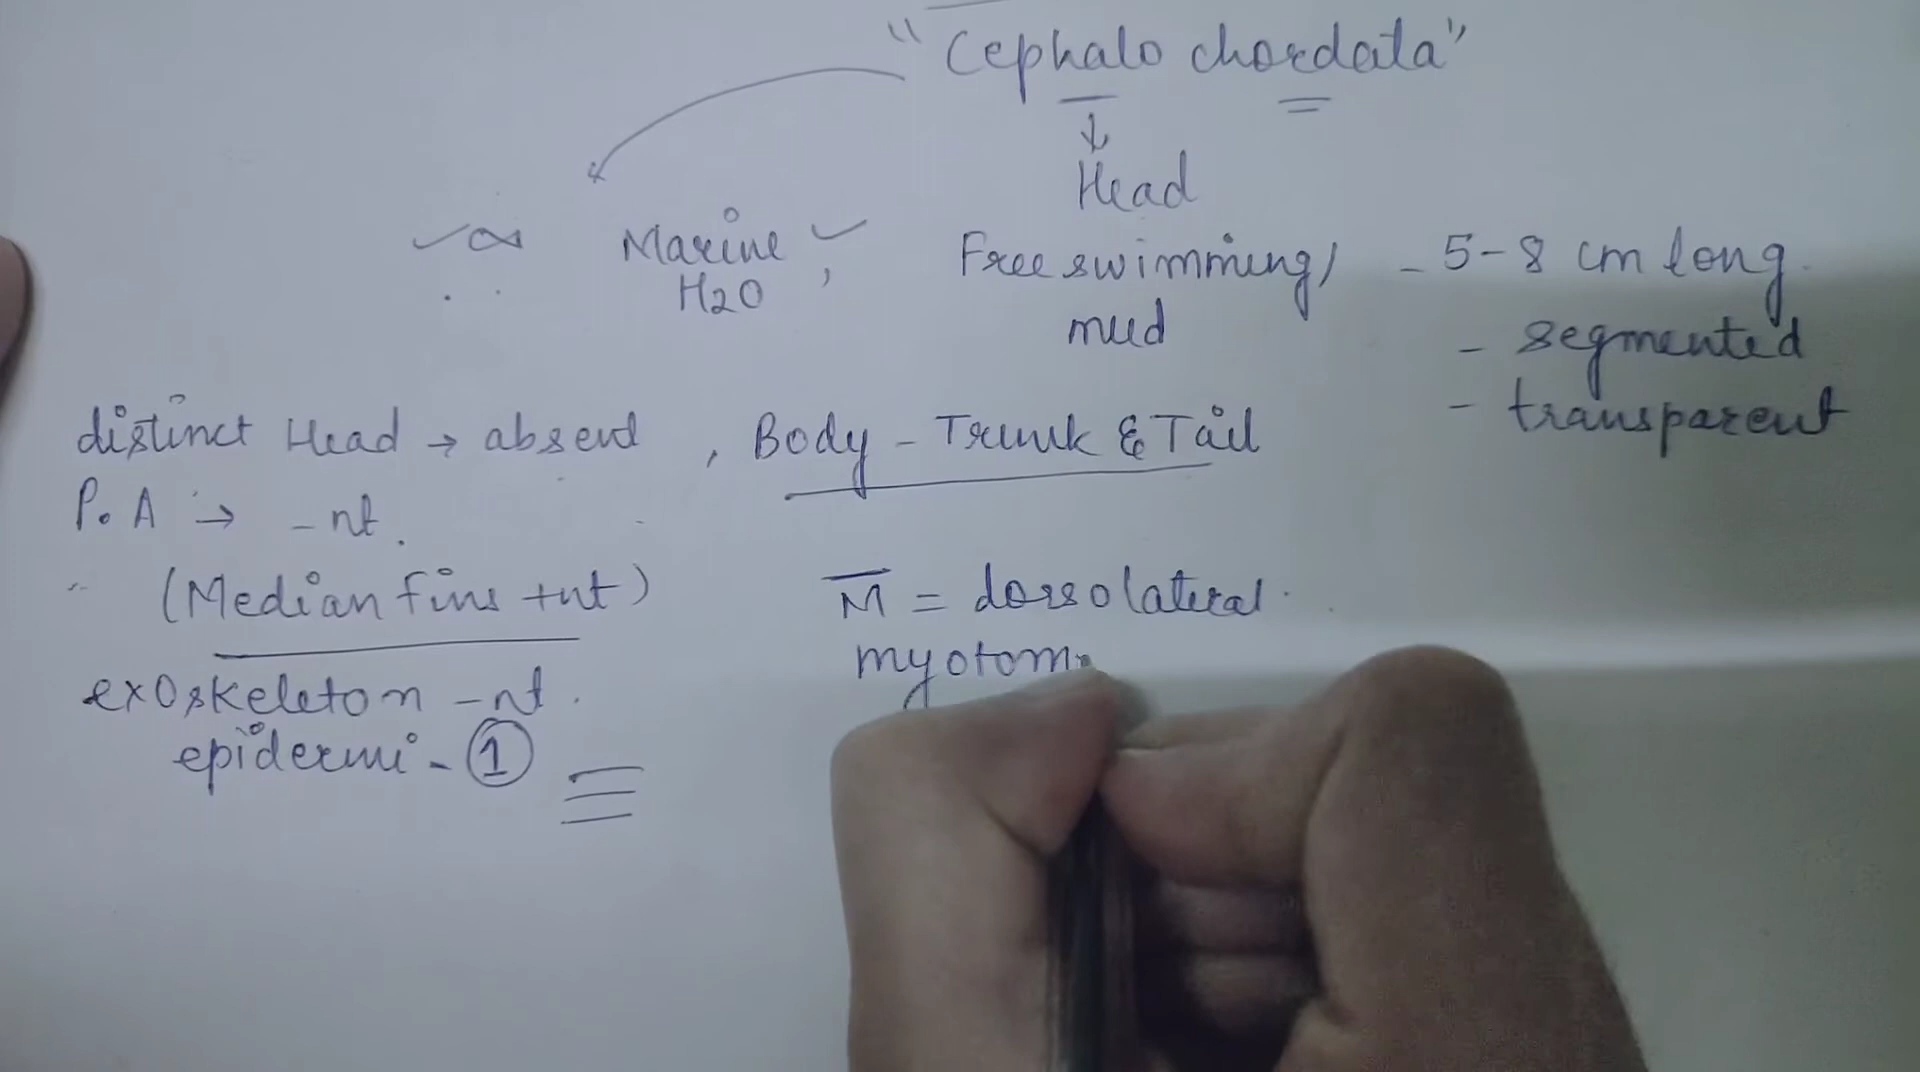 "Cephalo chordata"
↓
Head
Marine
H2O ,
Free swimming/
mud
- 5-8 cm long
- segmented
- transparent
distinct Head → absent , Body - Trunk & Tail
P.A → -nt.
(Median fins +nt)
exoskeleton -nt.
epidermi - 1
M = dorsolateral
myotom